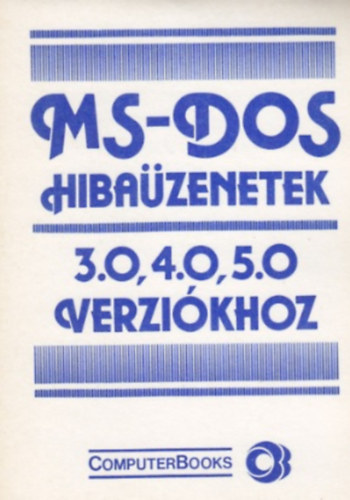 MS-DOS
HIBAÜZENETEK
3.0, 4.0, 5.0
VERZIÓKHOZ
COMPUTERBOOKS